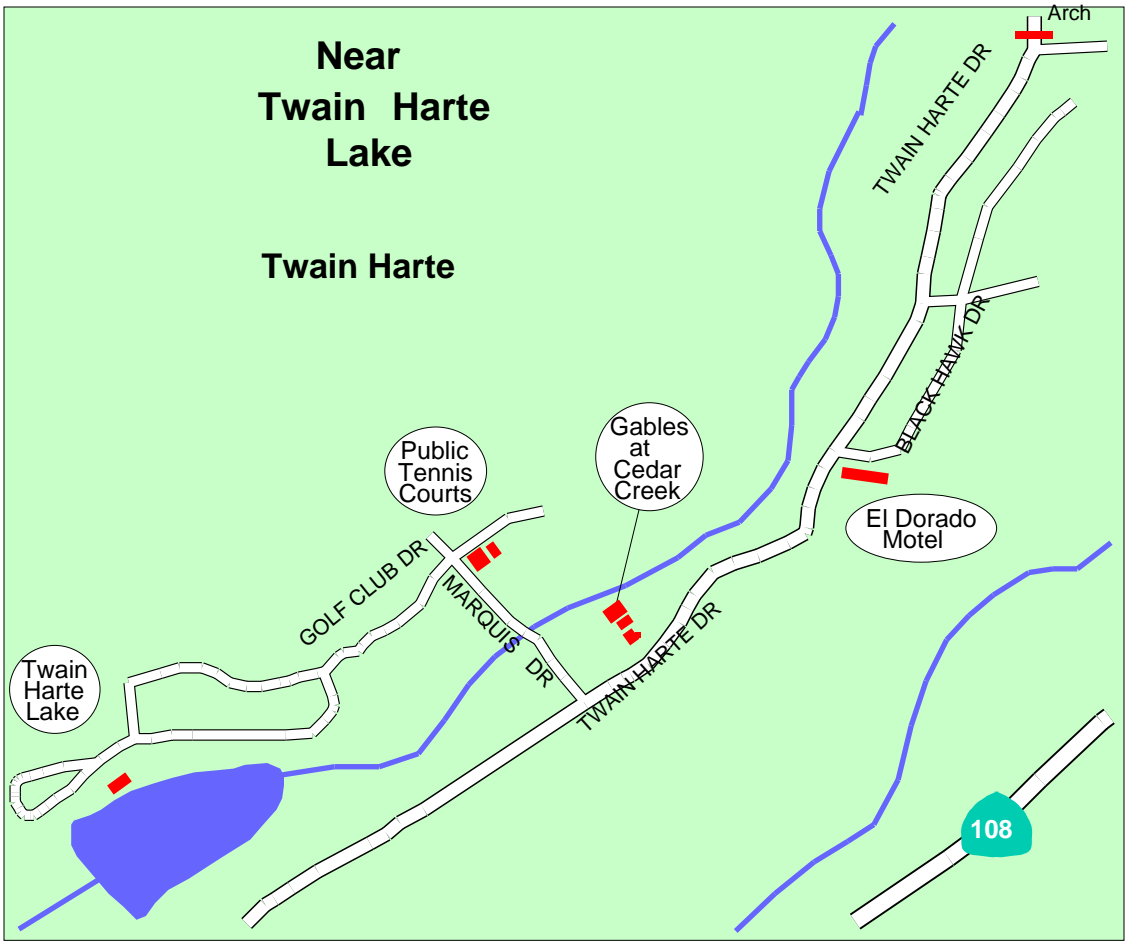 Arch
Near
Twain Harte
Lake
TWAIN HARTE DR
Twain Harte
BLACK HAWK DR
Gables
at
Cedar
Creek
Public
Tennis
Courts
El Dorado
Motel
GOLF CLUB DR
MARQUIS DR
TWAIN HARTE DR
Twain
Harte
Lake
108